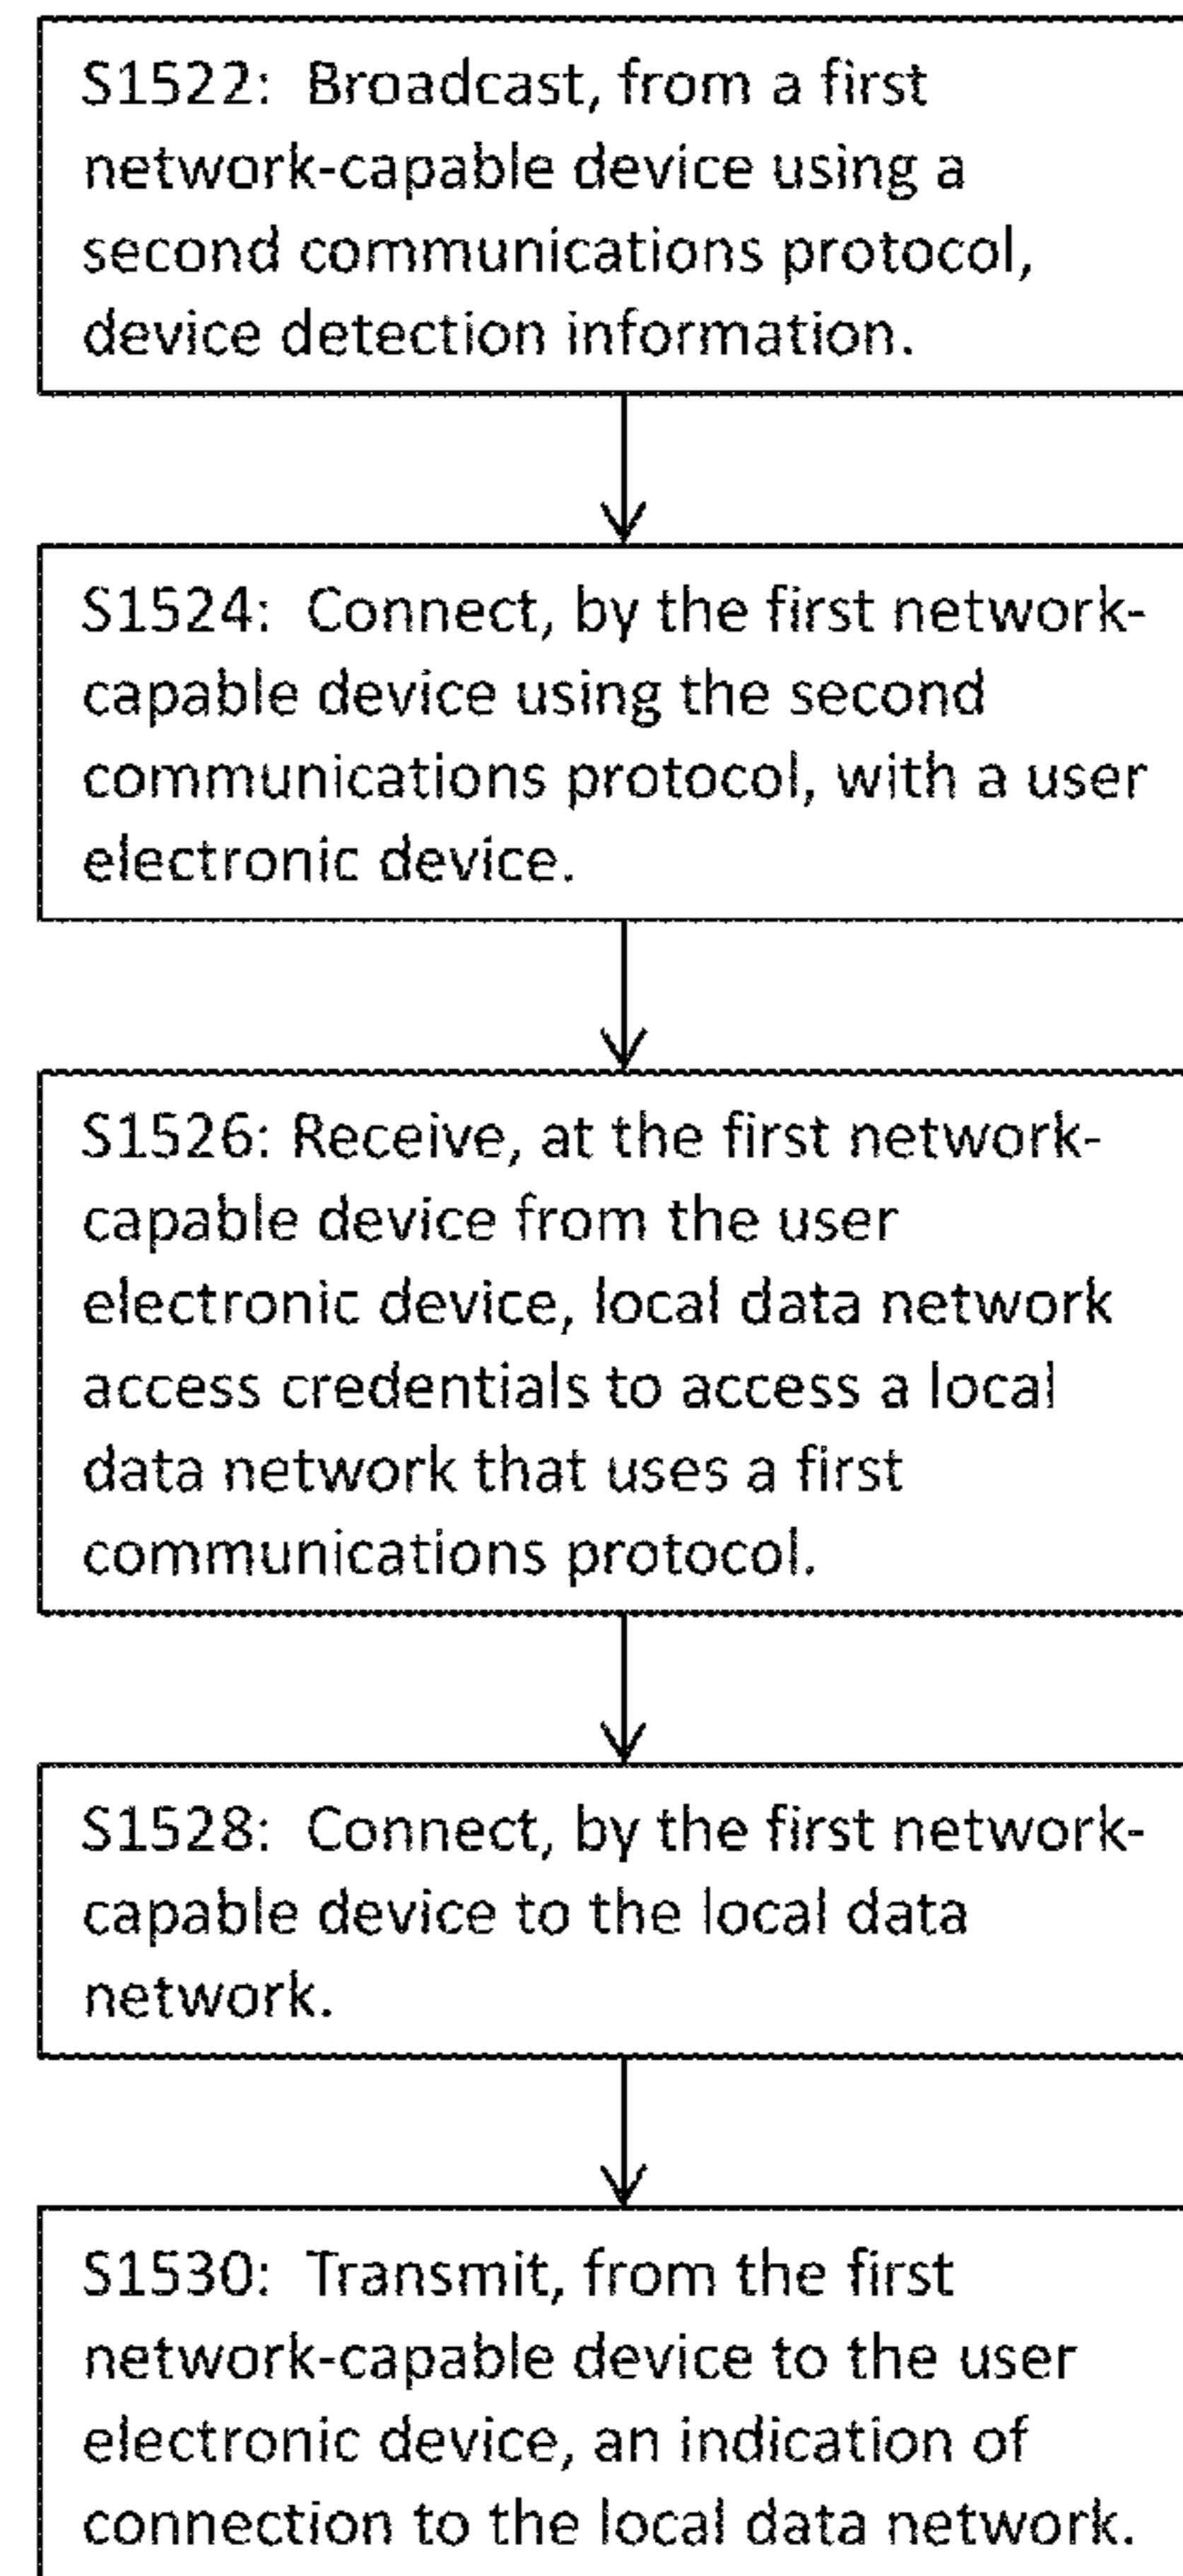 S1522: Broadcast, from a first
network-capable device using a
second communications protocol,
device detection information.
S1524: Connect, by the first network-
capable device using the second
communications protocol, with a user
electronic device.
S1526: Receive, at the first network-
capable device from the user
electronic device, local data network
access credentials to access a local
data network that uses a first
communications protocol.
S1528: Connect, by the first network-
capable device to the local data
network.
S1530: Transmit, from the first
network-capable device to the user
electronic device, an indication of
connection to the local data network.